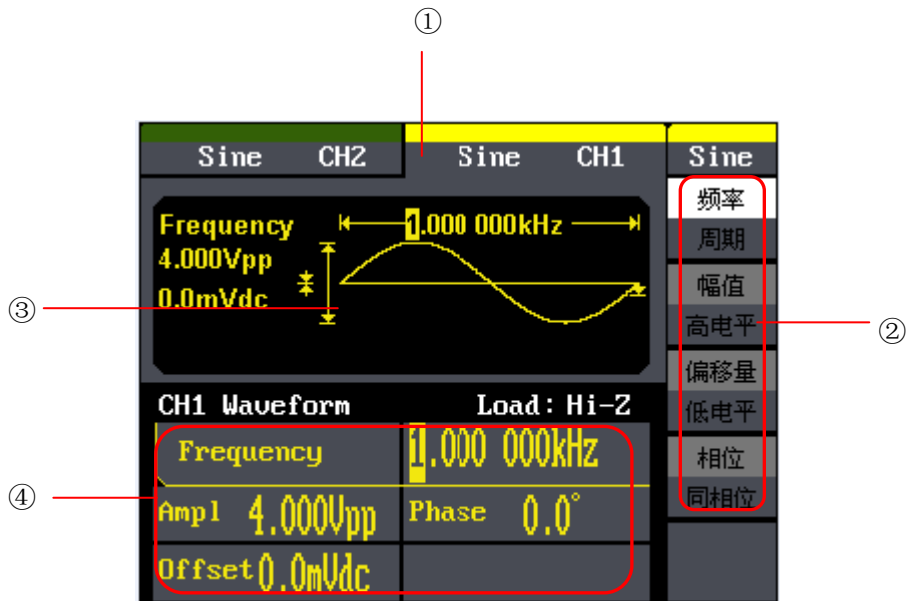 ①
Sine CH2 Sine CH1 Sine
Frequency
1.000 000kHz
4.000Vpp
0.0mVdc
③
频率
周期
幅值
高电平
②
偏移量
低电平
相位
同相位
CH1 Waveform Load: Hi-Z
④
Frequency 1.000 000kHz
Ampl 4.000Vpp Phase 0.0°
Offset 0.0mVdc